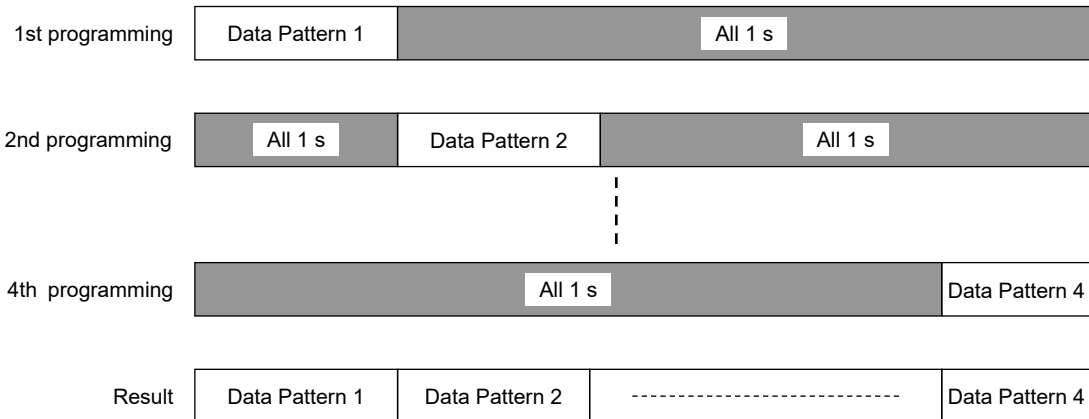 1st programming Data Pattern 1 All 1 s
2nd programming All 1 s Data Pattern 2 All 1 s
4th programming All 1 s Data Pattern 4
Result Data Pattern 1 Data Pattern 2 Data Pattern 4